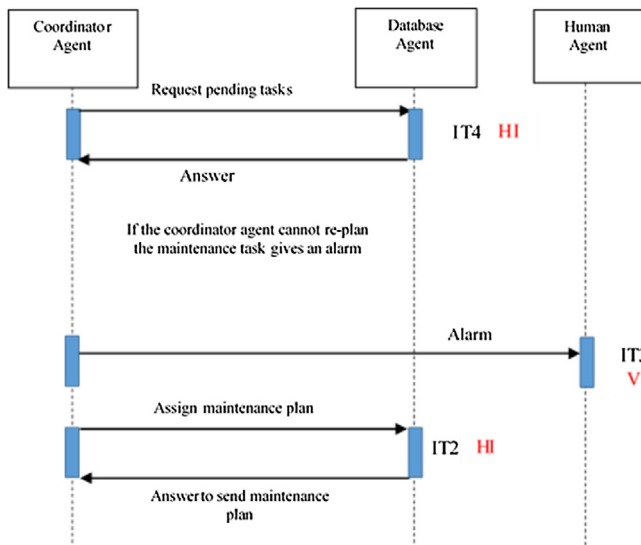 Coordinator
Agent
Database
Agent
Human
Agent
Request pending tasks
IT4 HI
Answer
If the coordinator agent cannot re-plan
the maintenance task gives an alarm
Alarm
V
Assign maintenance plan
IT2 HI
Answer to send maintenance
plan